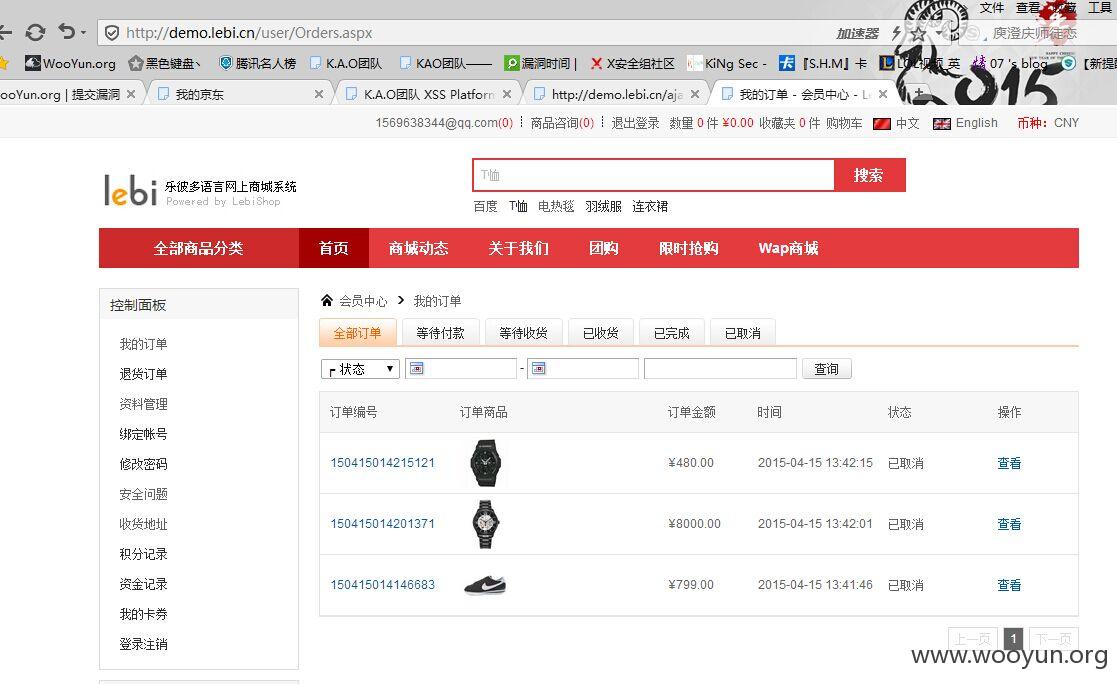 文件 查看 收藏 工具
http://demo.lebi.cn/user/Orders.aspx 加速器 庾澄庆师徒恋
WooYun.org 黑色键盘丶 腾讯名人榜 K.A.O团队 KAO团队—— 漏洞时间 | X安全组社区 KiNg Sec - 『S.H.M』卡 LOL视频 英 07 's blog 【新提醒
ooYun.org | 提交漏洞 我的京东 K.A.O团队 XSS Platforn http://demo.lebi.cn/aja 我的订单 - 会员中心 - Le
1569638344@qq.com(0) 商品咨询(0) 退出登录 数量 0 件 ¥0.00 收藏夹 0 件 购物车 中文 English 币种: CNY
lebi 乐彼多语言网上商城系统
Powered by LebiShop
T恤 搜索
百度 T恤 电热毯 羽绒服 连衣裙
全部商品分类 首页 商城动态 关于我们 团购 限时抢购 Wap商城
控制面板
我的订单
退货订单
资料管理
绑定帐号
修改密码
安全问题
收货地址
积分记录
资金记录
我的卡券
登录注销
会员中心 > 我的订单
全部订单 等待付款 等待收货 已收货 已完成 已取消
┌ 状态 - 查询
订单编号 订单商品 订单金额 时间 状态 操作
150415014215121 ¥480.00 2015-04-15 13:42:15 已取消 查看
150415014201371 ¥8000.00 2015-04-15 13:42:01 已取消 查看
150415014146683 ¥799.00 2015-04-15 13:41:46 已取消 查看
上一页 1 下一页
www.wooyun.org